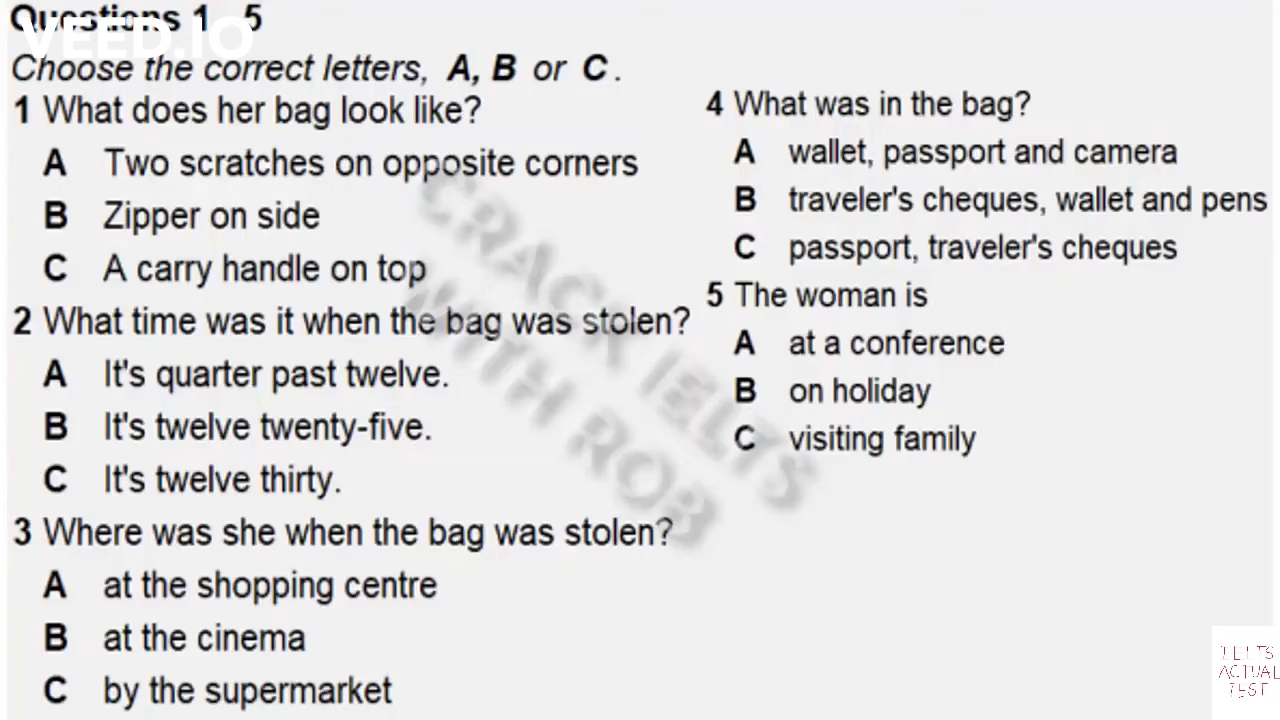 Questions 1 5
VEED.IO
Choose the correct letters, A, B or C.
1 What does her bag look like?
A Two scratches on opposite corners
B Zipper on side
C A carry handle on top
2 What time was it when the bag was stolen?
A It's quarter past twelve.
B It's twelve twenty-five.
C It's twelve thirty.
3 Where was she when the bag was stolen?
A at the shopping centre
B at the cinema
C by the supermarket
4 What was in the bag?
A wallet, passport and camera
B traveler's cheques, wallet and pens
C passport, traveler's cheques
5 The woman is
A at a conference
B on holiday
C visiting family
CRACK IELTS
WITH ROB
IELTS
ACTUAL
TEST